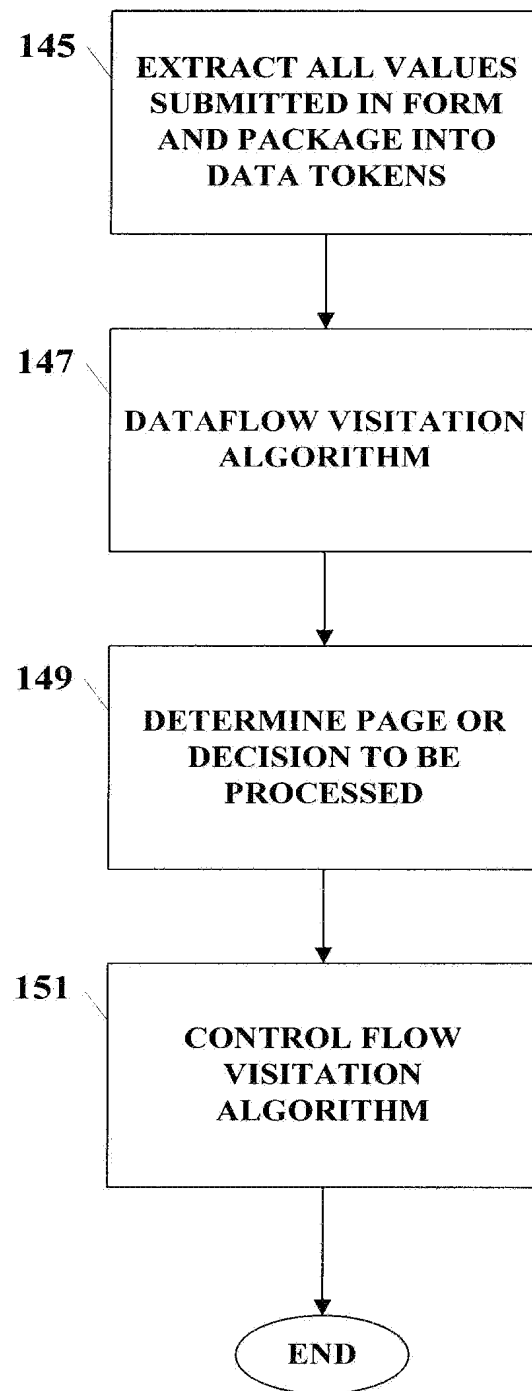 145
EXTRACT ALL VALUES
SUBMITTED IN FORM
AND PACKAGE INTO
DATA TOKENS
147
DATAFLOW VISITATION
ALGORITHM
149
DETERMINE PAGE OR
DECISION TO BE
PROCESSED
151
CONTROL FLOW
VISITATION
ALGORITHM
END